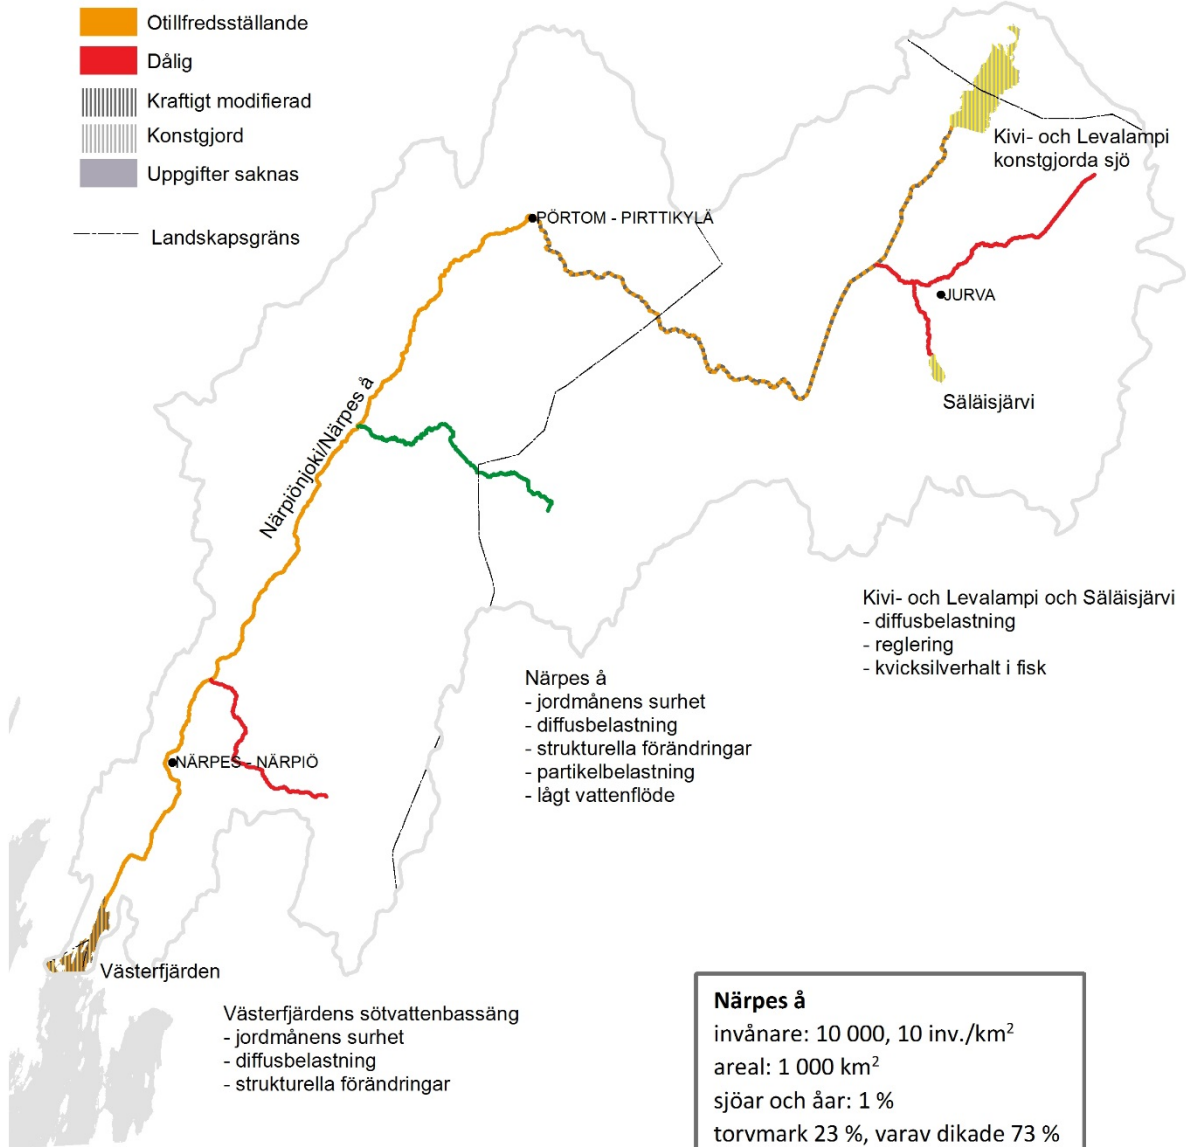 Otillfredsställande
Dålig
Kraftigt modifierad
Konstgjord
Uppgifter saknas
Landskapsgräns
Kivi- och Levalampi
konstgjorda sjö
PÖRTOM - PIRTTIKYLÄ
JURVA
Säläisjärvi
Närpiönjoki/Närpes å
Kivi- och Levalampi och Säläisjärvi
- diffusbelastning
- reglering
- kvicksilverhalt i fisk
Närpes å
- jordmånens surhet
- diffusbelastning
- strukturella förändringar
- partikelbelastning
- lågt vattenflöde
NÄRPES - NÄRPIÖ
Västerfjärden
Västerfjärdens sötvattenbassäng
- jordmånens surhet
- diffusbelastning
- strukturella förändringar
Närpes å
invånare: 10 000, 10 inv./km²
areal: 1 000 km²
sjöar och åar: 1 %
torvmark 23 %, varav dikade 73 %